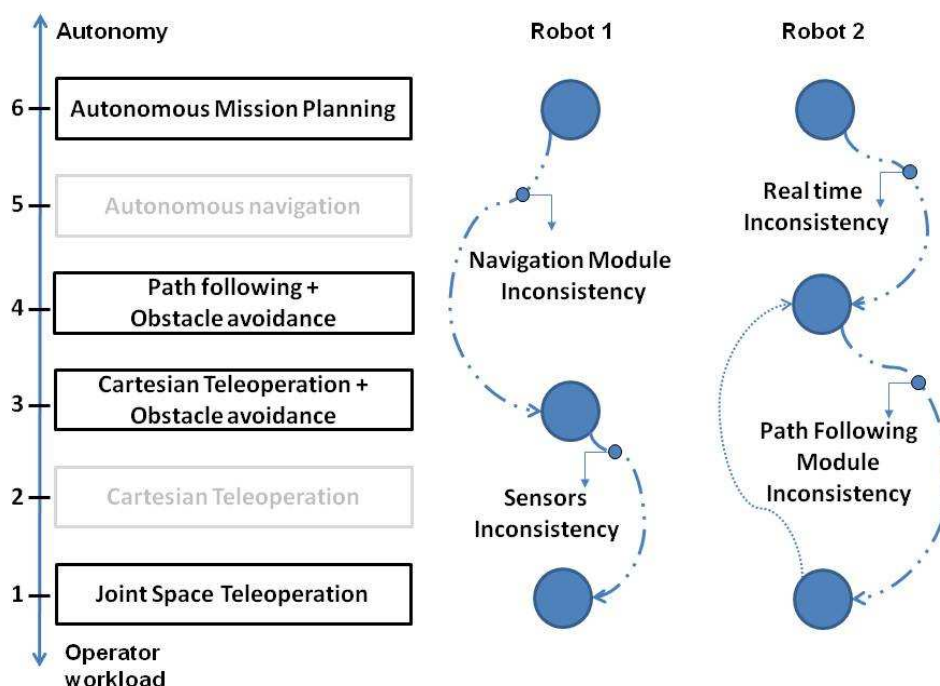 Autonomy
Robot 1
Robot 2
6
Autonomous Mission Planning
5
Autonomous navigation
Real time
Inconsistency
Navigation Module
Inconsistency
4
Path following +
Obstacle avoidance
3
Cartesian Teleoperation +
Obstacle avoidance
Path Following
Module
Inconsistency
2
Cartesian Teleoperation
Sensors
Inconsistency
1
Joint Space Teleoperation
Operator
workload